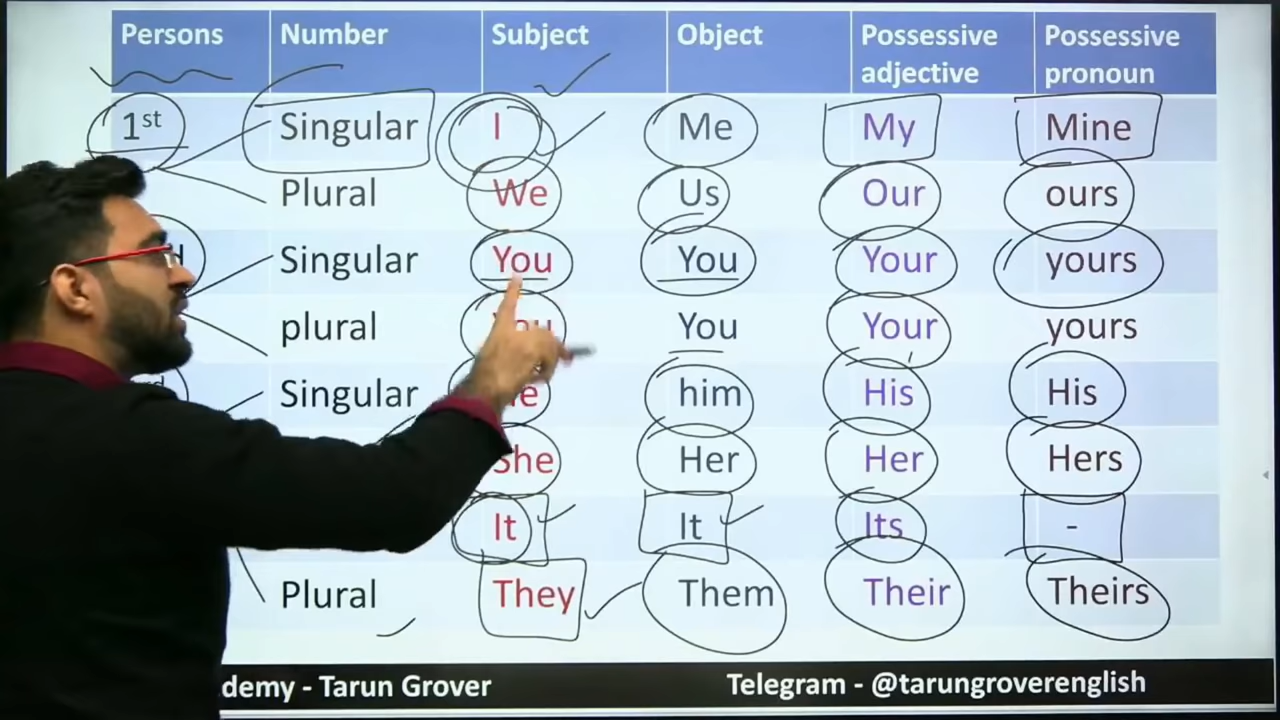 Persons Number Subject Object Possessive adjective Possessive pronoun
1st Singular I Me My Mine
Plural We Us Our ours
Singular You You Your yours
plural You You Your yours
Singular him His His
She Her Her Hers
It It Its -
Plural They Them Their Theirs
Tarun Grover Telegram - @tarungroverenglish